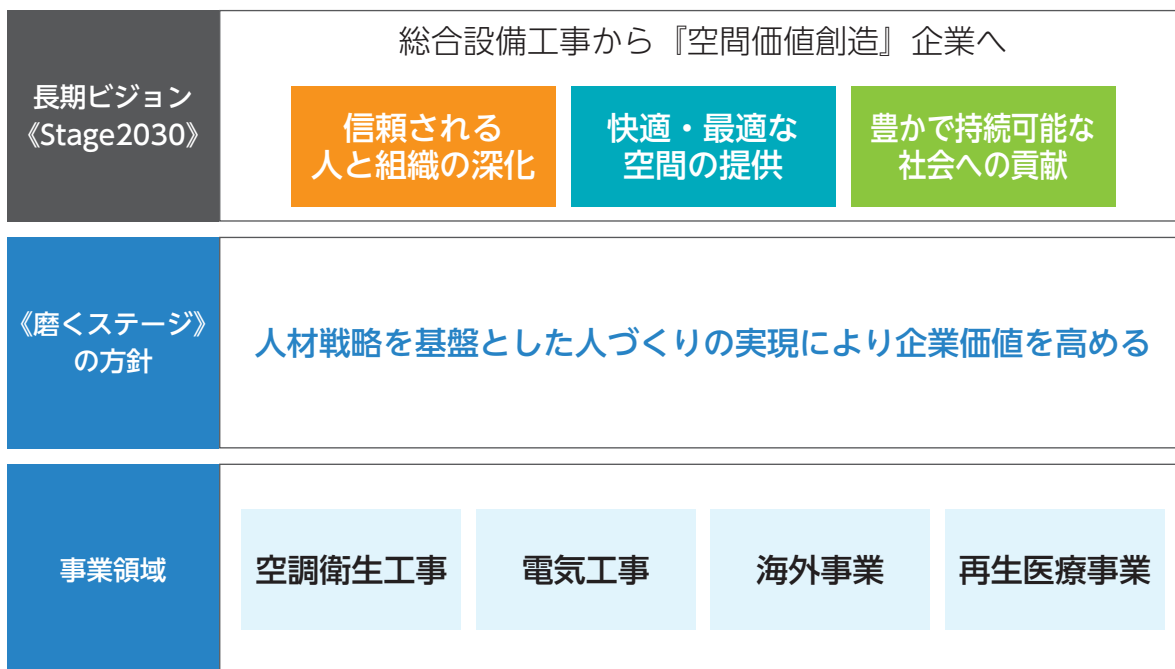 長期ビジョン
《Stage2030》
総合設備工事から『空間価値創造』企業へ
信頼される
人と組織の深化
快適・最適な
空間の提供
豊かで持続可能な
社会への貢献
《磨くステージ》
の方針
人材戦略を基盤とした人づくりの実現により企業価値を高める
事業領域
空調衛生工事
電気工事
海外事業
再生医療事業